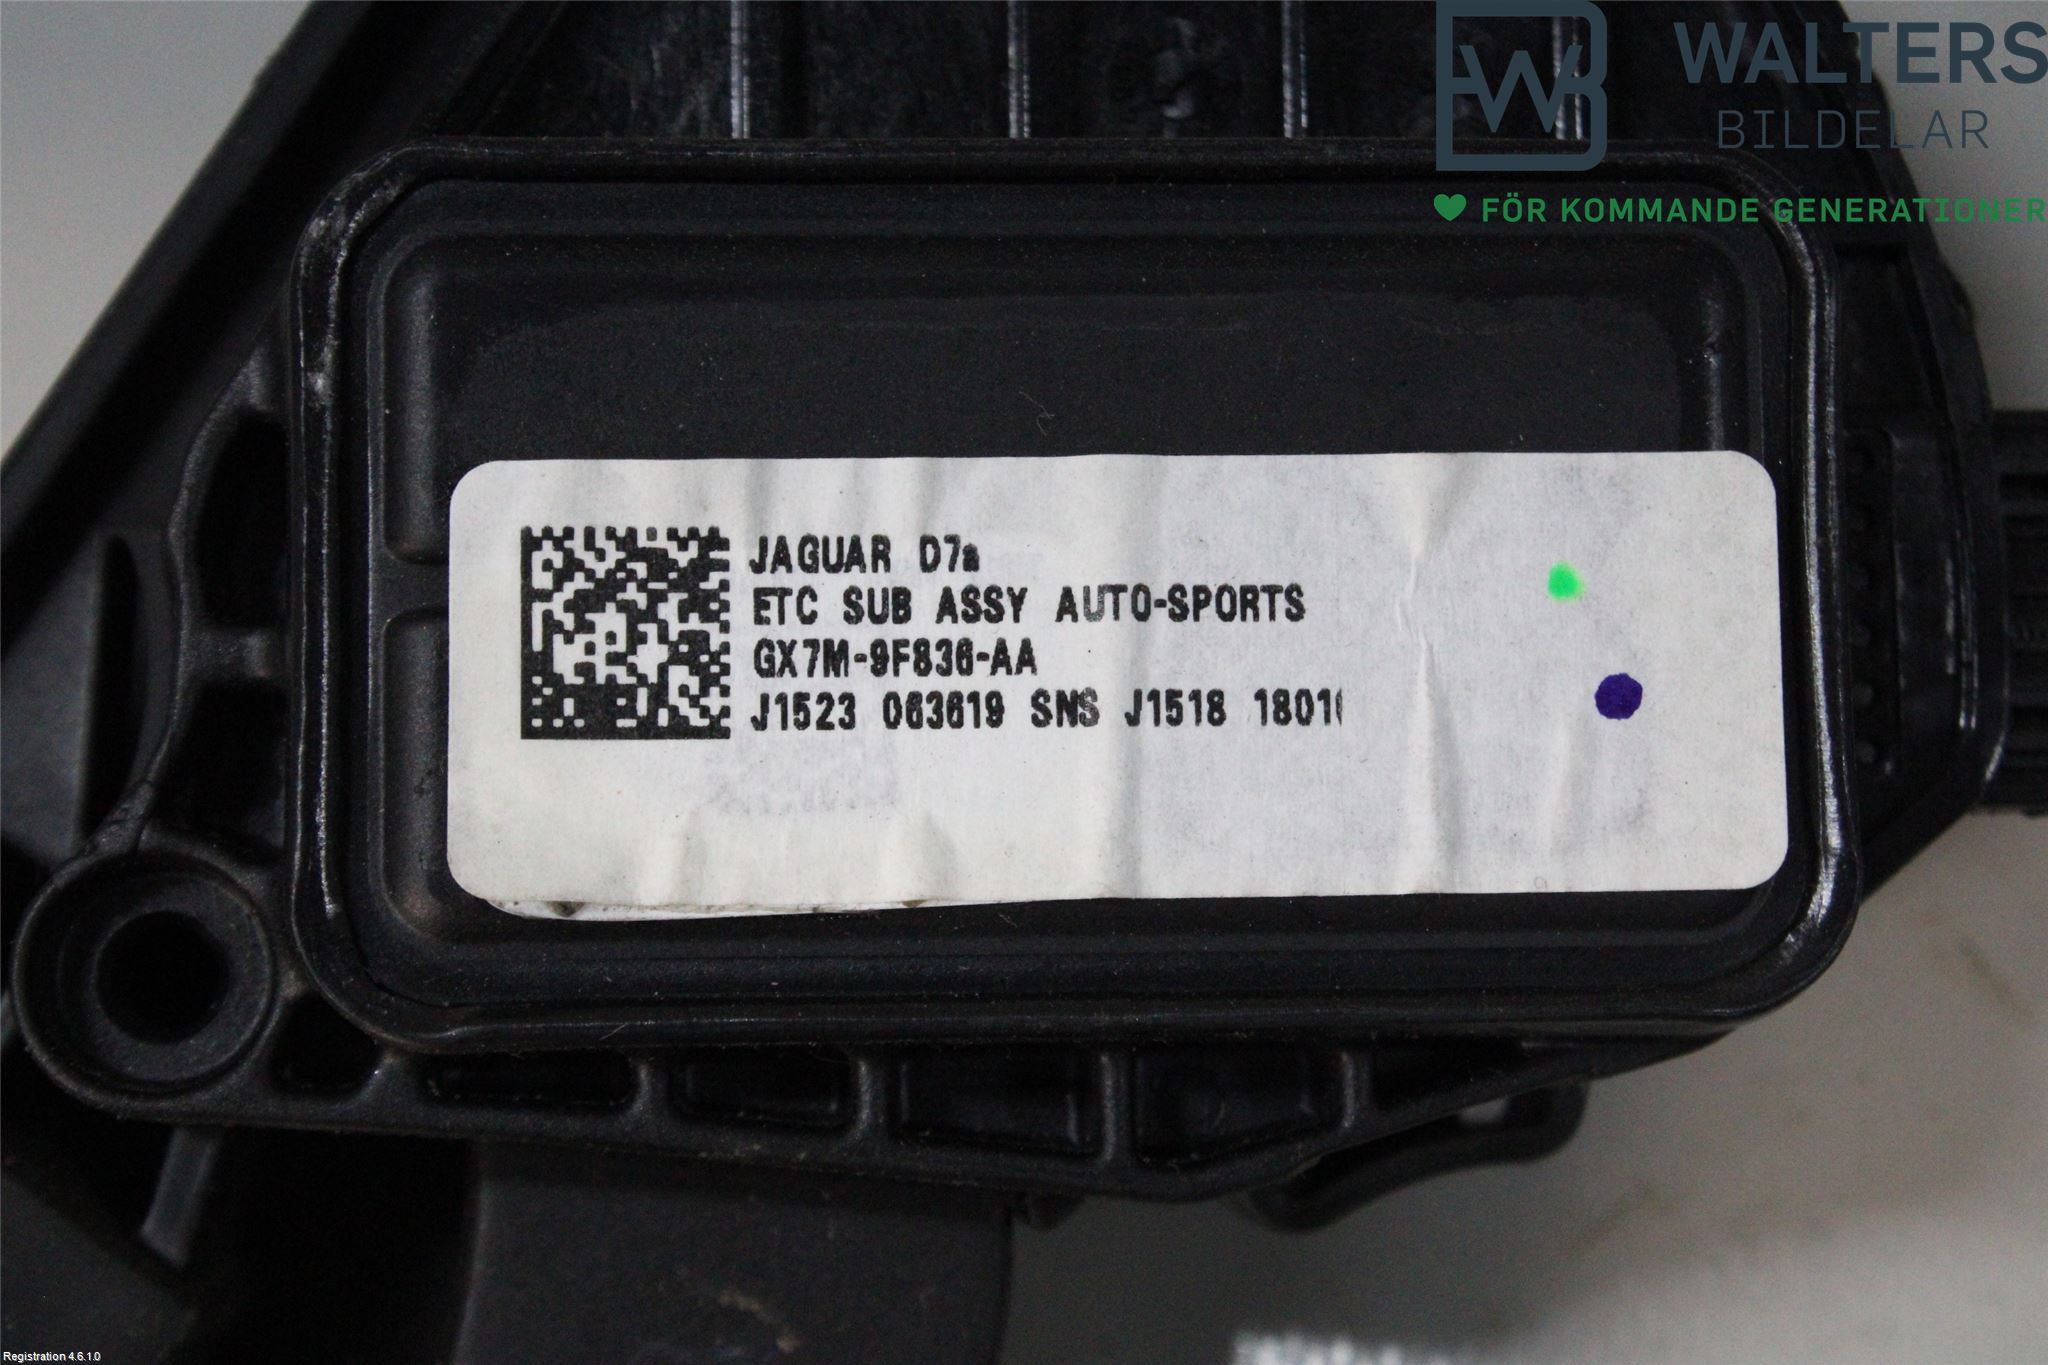 WALTERS
BILDELAR
FÖR KOMMANDE GENERATIONER
JAGUAR D7a
ETC SUB ASSY AUTO-SPORTS
GX7M-9F836-AA
J1523 063619 SNS J1518
Registration 4.6.1.0